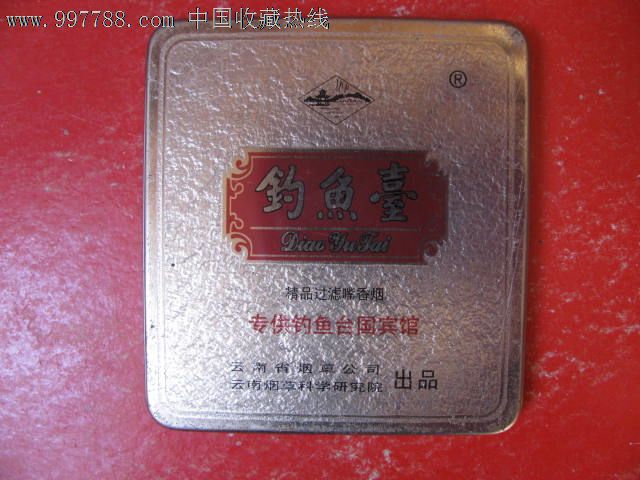 www.997788.com 中国收藏热线
®
釣魚臺
Diao Yu Tai
精品过滤嘴香烟
专供钓鱼台国宾馆
云南省烟草公司
云南烟草科学研究院 出品